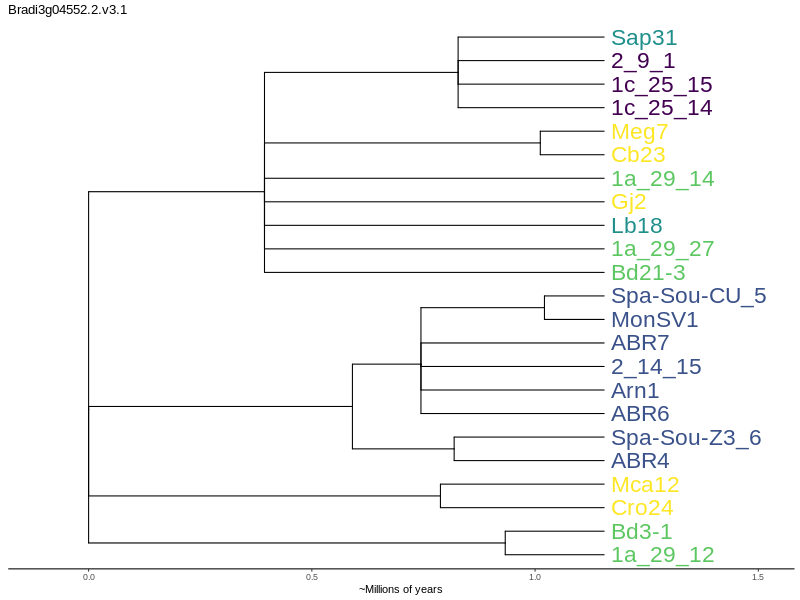 Bradi3g04552.2.v3.1
Sap31
2_9_1
1c_25_15
1c_25_14
Meg7
Cb23
1a_29_14
Gj2
Lb18
1a_29_27
Bd21-3
Spa-Sou-CU_5
MonSV1
ABR7
2_14_15
Arn1
ABR6
Spa-Sou-Z3_6
ABR4
Mca12
Cro24
Bd3-1
1a_29_12
0.0 0.5 1.0 1.5
~Millions of years